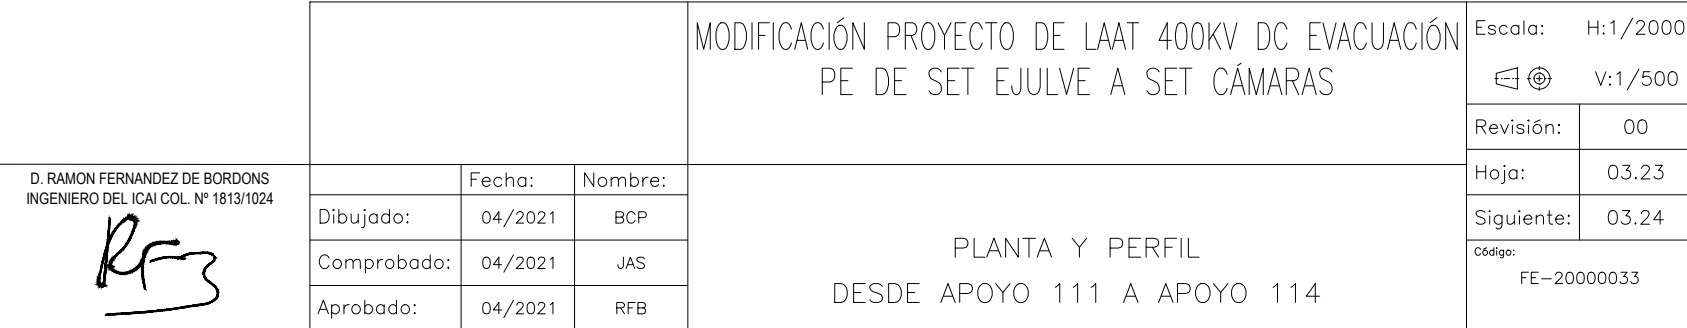 MODIFICACIÓN PROYECTO DE LAAT 400KV DC EVACUACIÓN
PE DE SET EJULVE A SET CÁMARAS
Escala: H:1/2000
V:1/500
Revisión: 00
Hoja: 03.23
Siguiente: 03.24
Código:
FE-20000033
D. RAMON FERNANDEZ DE BORDONS
INGENIERO DEL ICAI COL. Nº 1813/1024
RFB
Fecha: Nombre:
Dibujado: 04/2021 BCP
Comprobado: 04/2021 JAS
Aprobado: 04/2021 RFB
PLANTA Y PERFIL
DESDE APOYO 111 A APOYO 114